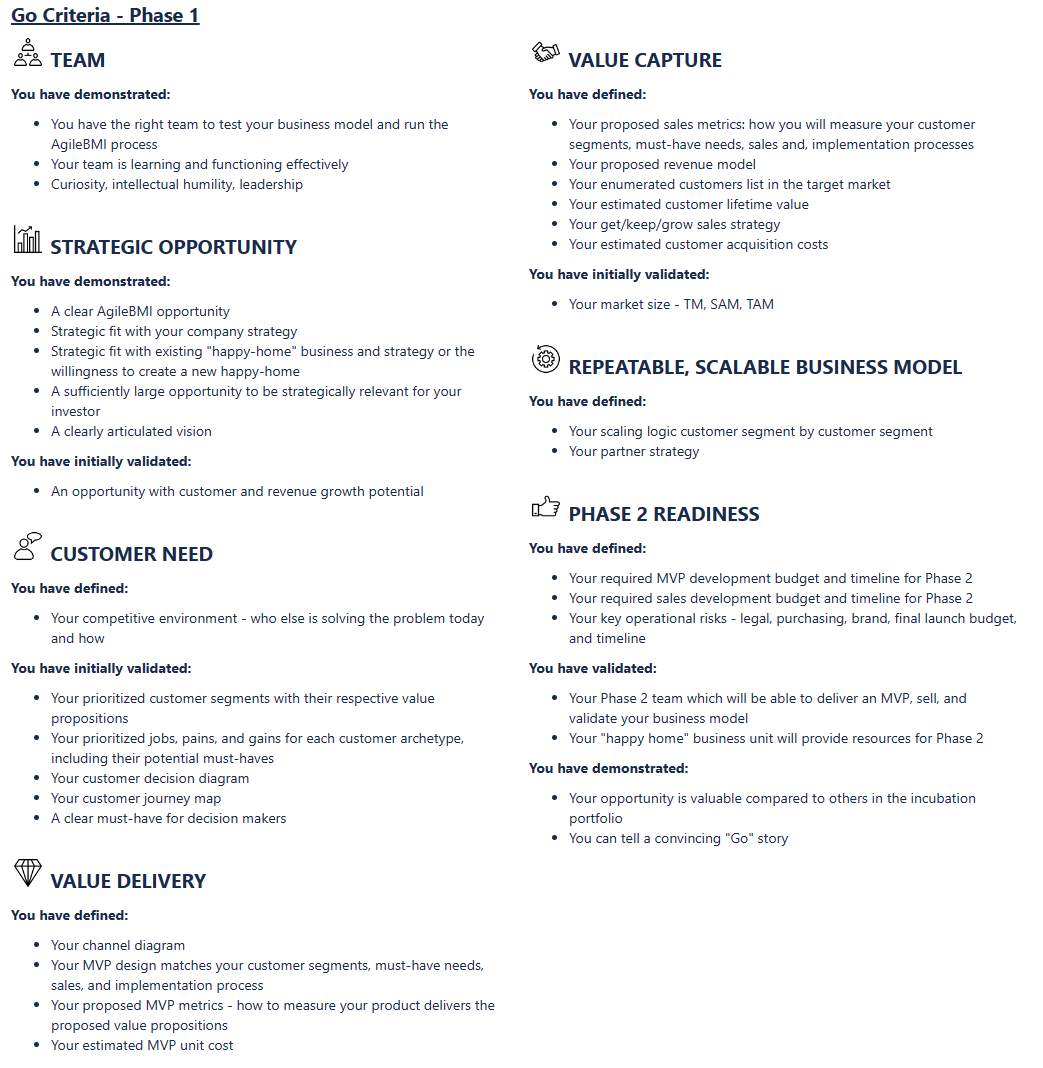 Go Criteria - Phase 1
TEAM
You have demonstrated:
• You have the right team to test your business model and run the
AgileBMI process
• Your team is learning and functioning effectively
• Curiosity, intellectual humility, leadership
STRATEGIC OPPORTUNITY
You have demonstrated:
• A clear AgileBMI opportunity
• Strategic fit with your company strategy
• Strategic fit with existing "happy-home" business and strategy or the
willingness to create a new happy-home
• A sufficiently large opportunity to be strategically relevant for your
investor
• A clearly articulated vision
You have initially validated:
• An opportunity with customer and revenue growth potential
CUSTOMER NEED
You have defined:
• Your competitive environment - who else is solving the problem today
and how
You have initially validated:
• Your prioritized customer segments with their respective value
propositions
• Your prioritized jobs, pains, and gains for each customer archetype,
including their potential must-haves
• Your customer decision diagram
• Your customer journey map
• A clear must-have for decision makers
VALUE DELIVERY
You have defined:
• Your channel diagram
• Your MVP design matches your customer segments, must-have needs,
sales, and implementation process
• Your proposed MVP metrics - how to measure your product delivers the
proposed value propositions
• Your estimated MVP unit cost
VALUE CAPTURE
You have defined:
• Your proposed sales metrics: how you will measure your customer
segments, must-have needs, sales and, implementation processes
• Your proposed revenue model
• Your enumerated customers list in the target market
• Your estimated customer lifetime value
• Your get/keep/grow sales strategy
• Your estimated customer acquisition costs
You have initially validated:
• Your market size - TM, SAM, TAM
REPEATABLE, SCALABLE BUSINESS MODEL
You have defined:
• Your scaling logic customer segment by customer segment
• Your partner strategy
PHASE 2 READINESS
You have defined:
• Your required MVP development budget and timeline for Phase 2
• Your required sales development budget and timeline for Phase 2
• Your key operational risks - legal, purchasing, brand, final launch budget,
and timeline
You have validated:
• Your Phase 2 team which will be able to deliver an MVP, sell, and
validate your business model
• Your "happy home" business unit will provide resources for Phase 2
You have demonstrated:
• Your opportunity is valuable compared to others in the incubation
portfolio
• You can tell a convincing "Go" story